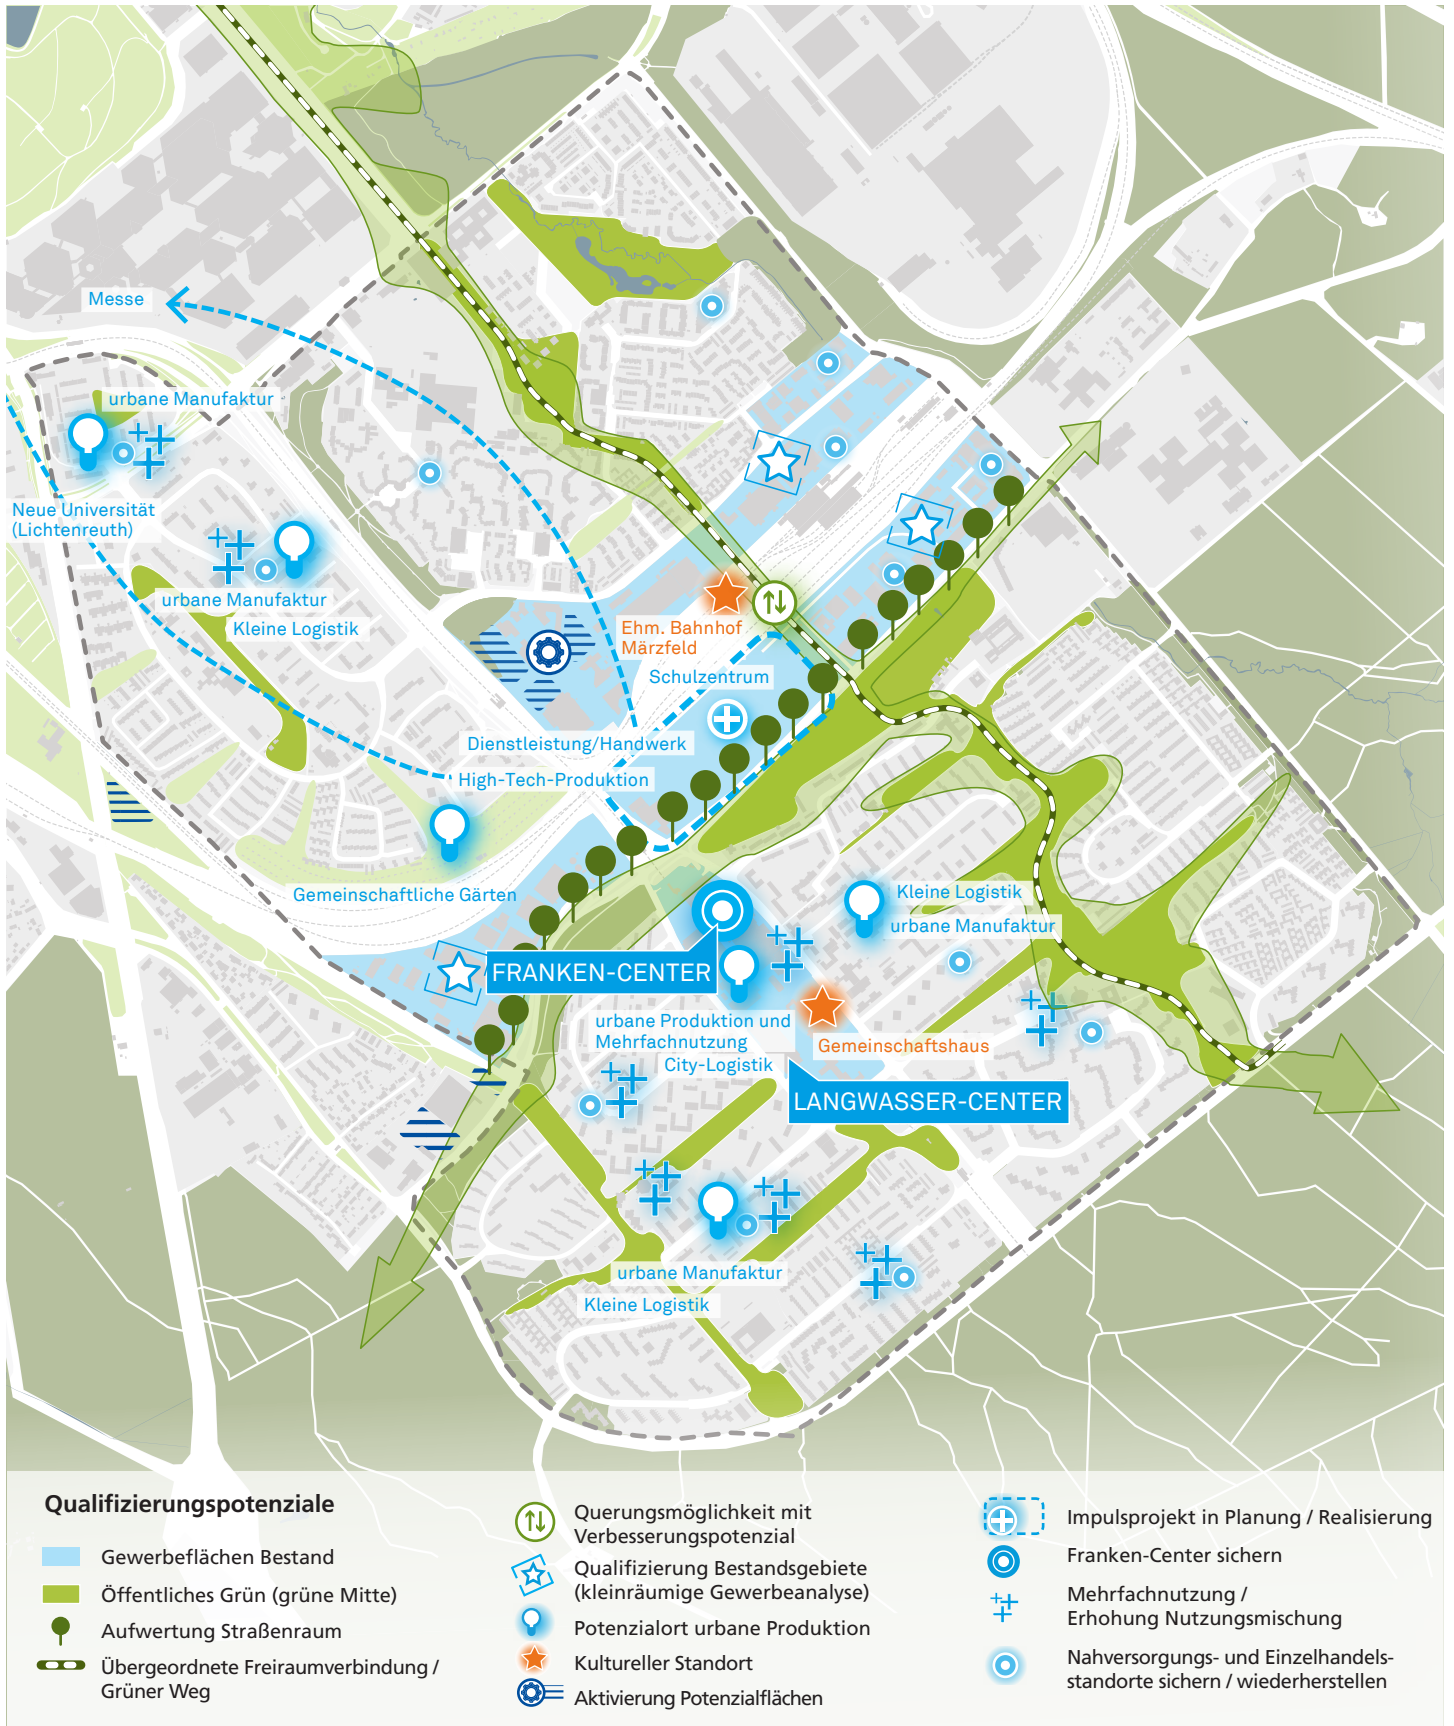 Messe
urbane Manufaktur
Neue Universität
(Lichtenreuth)
urbane Manufaktur
Kleine Logistik
Ehm. Bahnhof
Märzfeld
Schulzentrum
Dienstleistung/Handwerk
High-Tech-Produktion
Gemeinschaftliche Gärten
Kleine Logistik
urbane Manufaktur
FRANKEN-CENTER
urbane Produktion und
Mehrfachnutzung
City-Logistik
Gemeinschaftshaus
LANGWASSER-CENTER
urbane Manufaktur
Kleine Logistik
Qualifizierungspotenziale
Gewerbeflächen Bestand
Öffentliches Grün (grüne Mitte)
Aufwertung Straßenraum
Übergeordnete Freiraumverbindung /
Grüner Weg
Querungsmöglichkeit mit
Verbesserungspotenzial
Qualifizierung Bestandsgebiete
(kleinräumige Gewerbeanalyse)
Potenzialort urbane Produktion
Kultureller Standort
Aktivierung Potenzialflächen
Impulsprojekt in Planung / Realisierung
Franken-Center sichern
Mehrfachnutzung /
Erhohung Nutzungsmischung
Nahversorgungs- und Einzelhandels-
standorte sichern / wiederherstellen